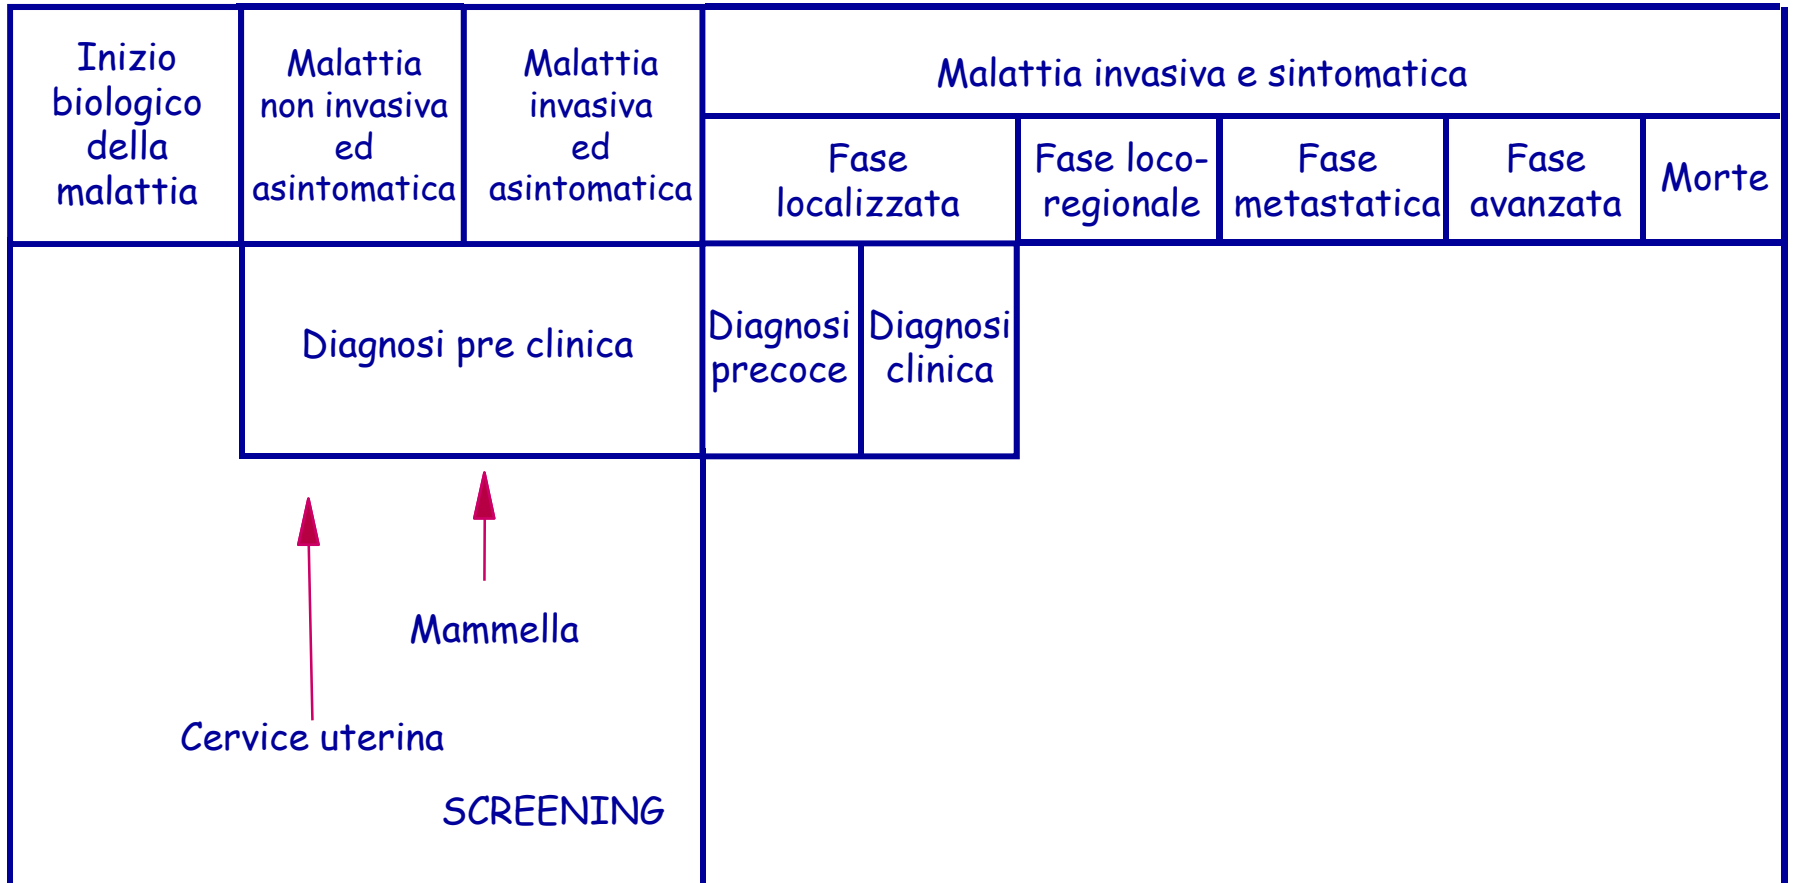 Inizio
biologico
della
malattia
Malattia
non invasiva
ed
asintomatica
Malattia
invasiva
ed
asintomatica
Malattia invasiva e sintomatica
Fase
localizzata
Fase loco-
regionale
Fase
metastatica
Fase
avanzata
Morte
Diagnosi pre clinica
Diagnosi
precoce
Diagnosi
clinica
Mammella
Cervice uterina
SCREENING